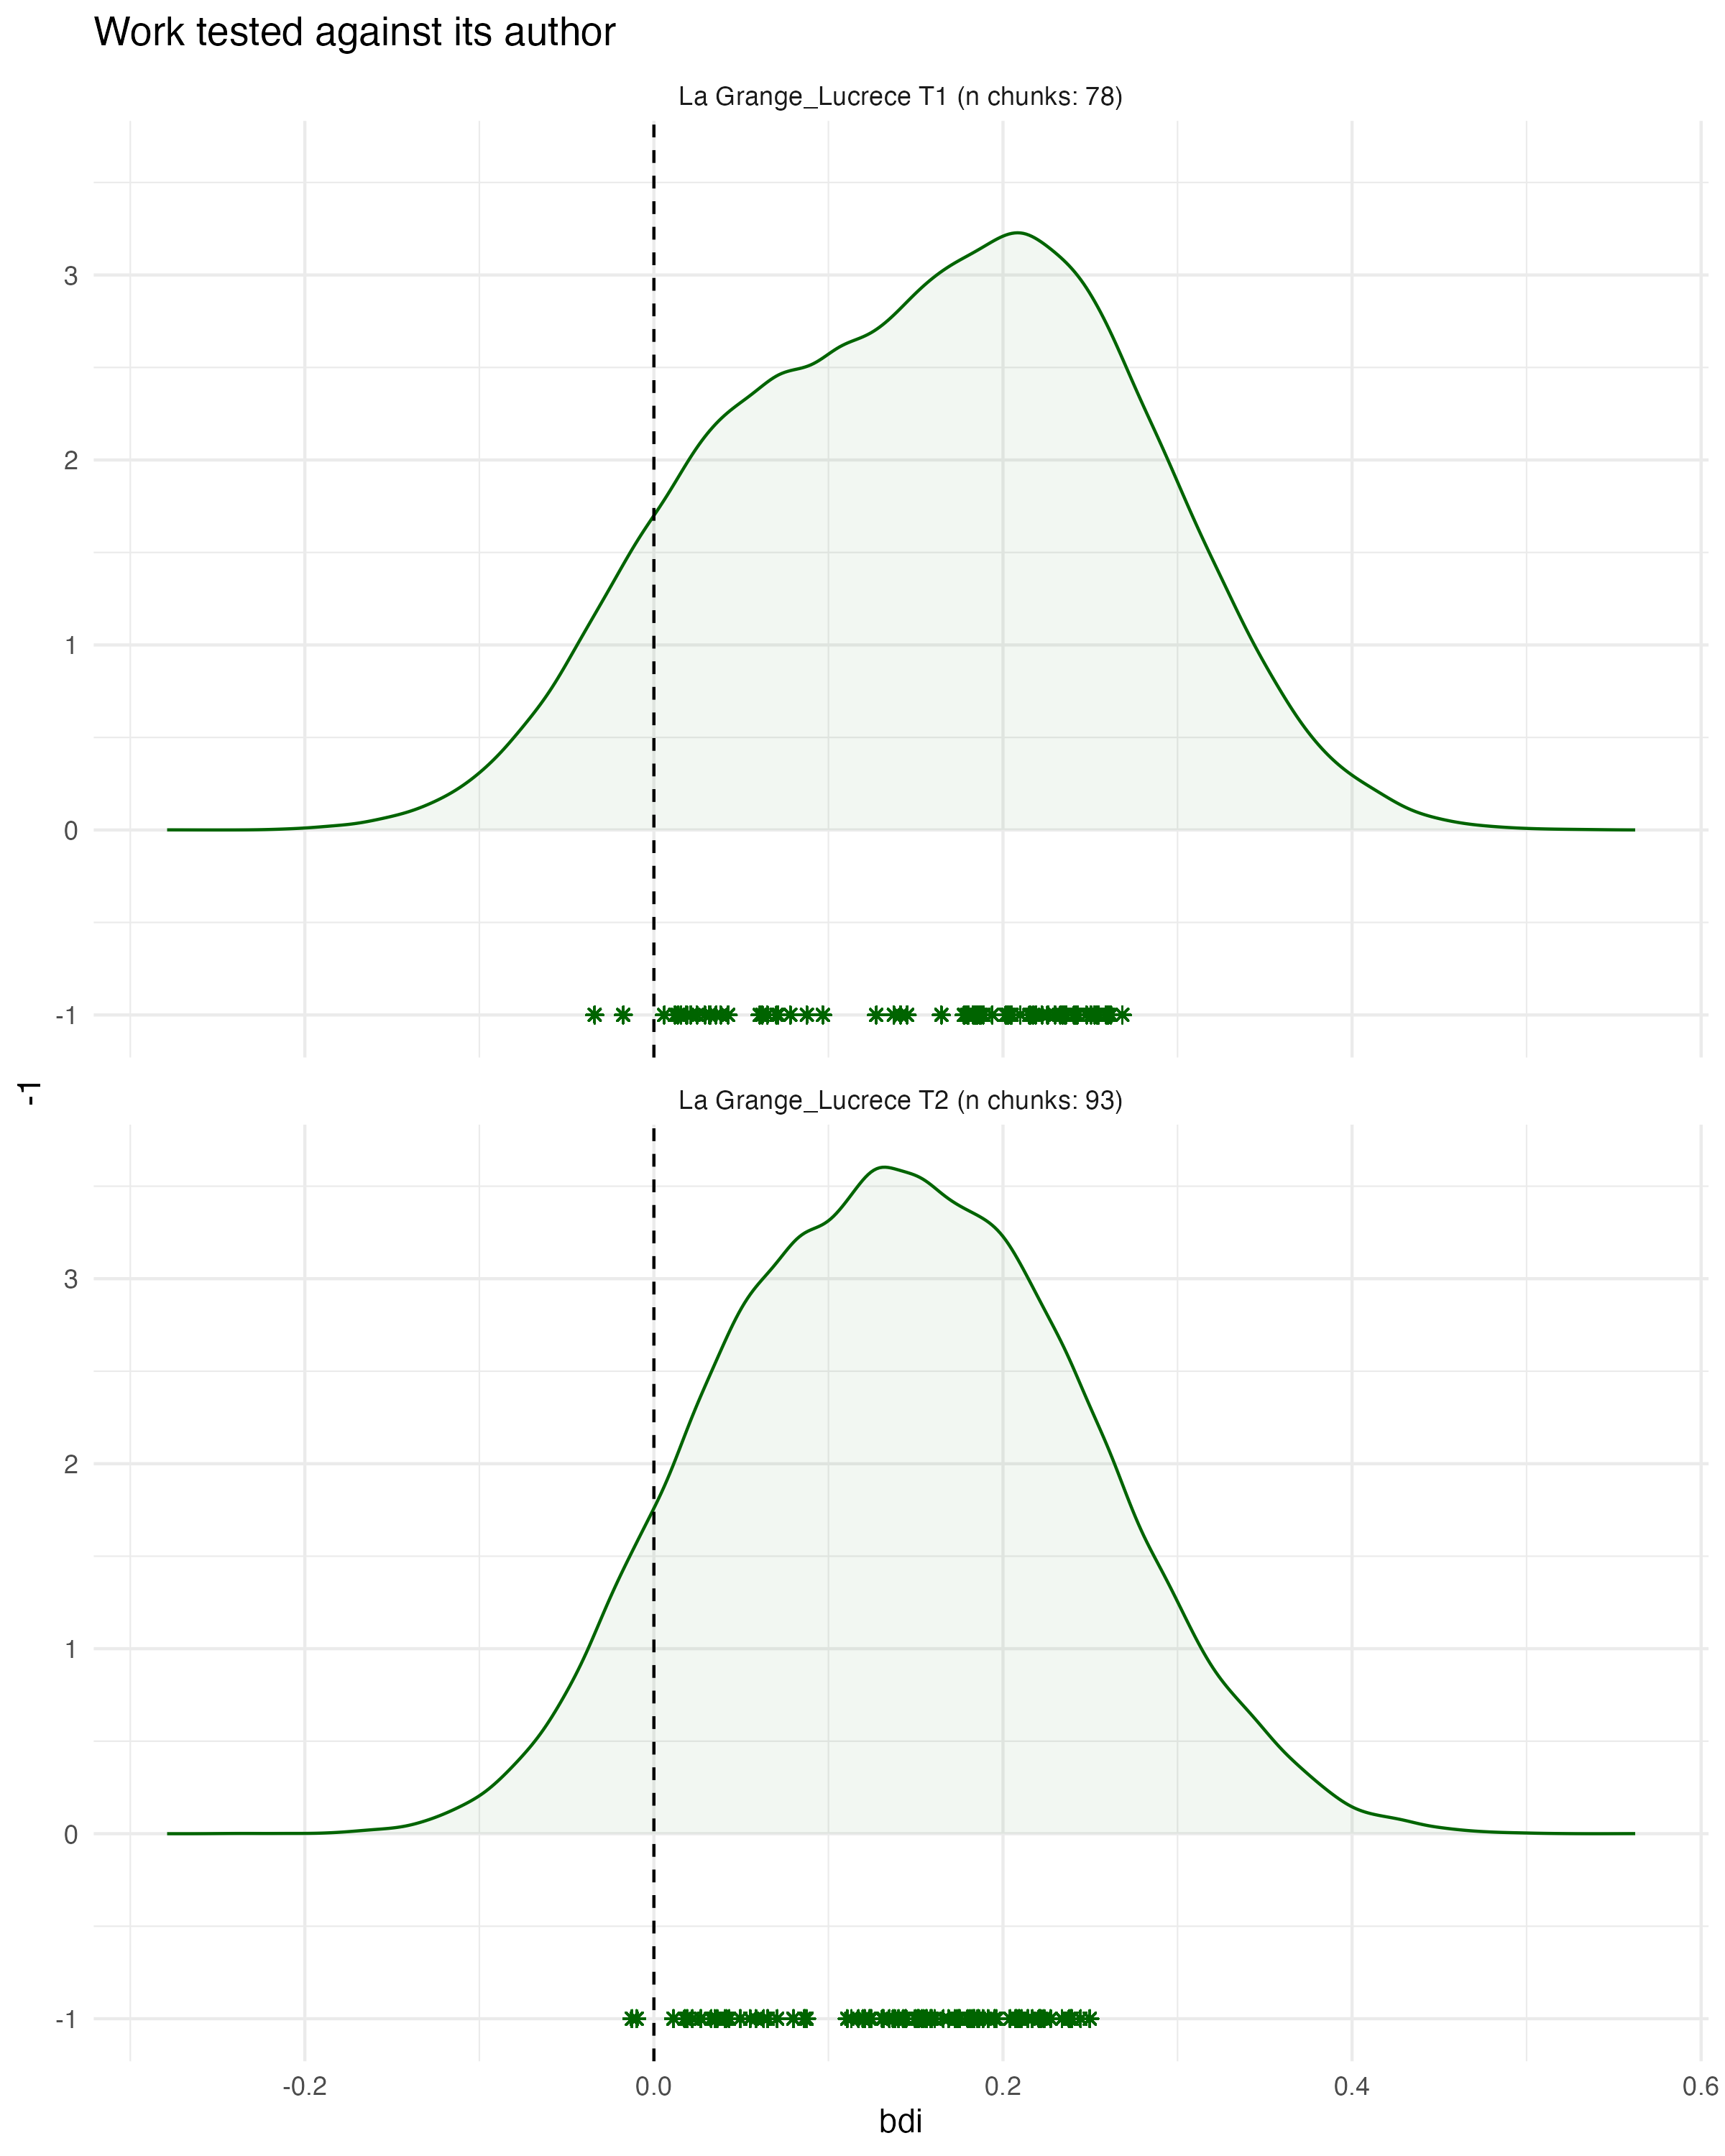 Work tested against its author
La Grange_Lucrece T1 (n chunks: 78)
3
2
1
0
-1
-1
La Grange_Lucrece T2 (n chunks: 93)
3
2
1
0
-1
-0.2 0.0 0.2 0.4 0.6
bdi